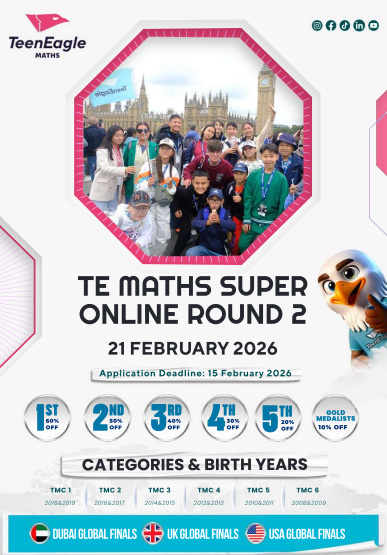 TeenEagle
MATHS
TeenEagle
TE MATHS SUPER
ONLINE ROUND 2
21 FEBRUARY 2026
Application Deadline: 15 February 2026
1ST 60% OFF
2ND 50% OFF
3RD 40% OFF
4TH 30% OFF
5TH 20% OFF
GOLD MEDALISTS 10% OFF
CATEGORIES & BIRTH YEARS
TMC 1 TMC 2 TMC 3 TMC 4 TMC 5 TMC 6
2018&2019 2016&2017 2014&2015 2012&2013 2010&2011 2008&2009
DUBAI GLOBAL FINALS UK GLOBAL FINALS USA GLOBAL FINALS